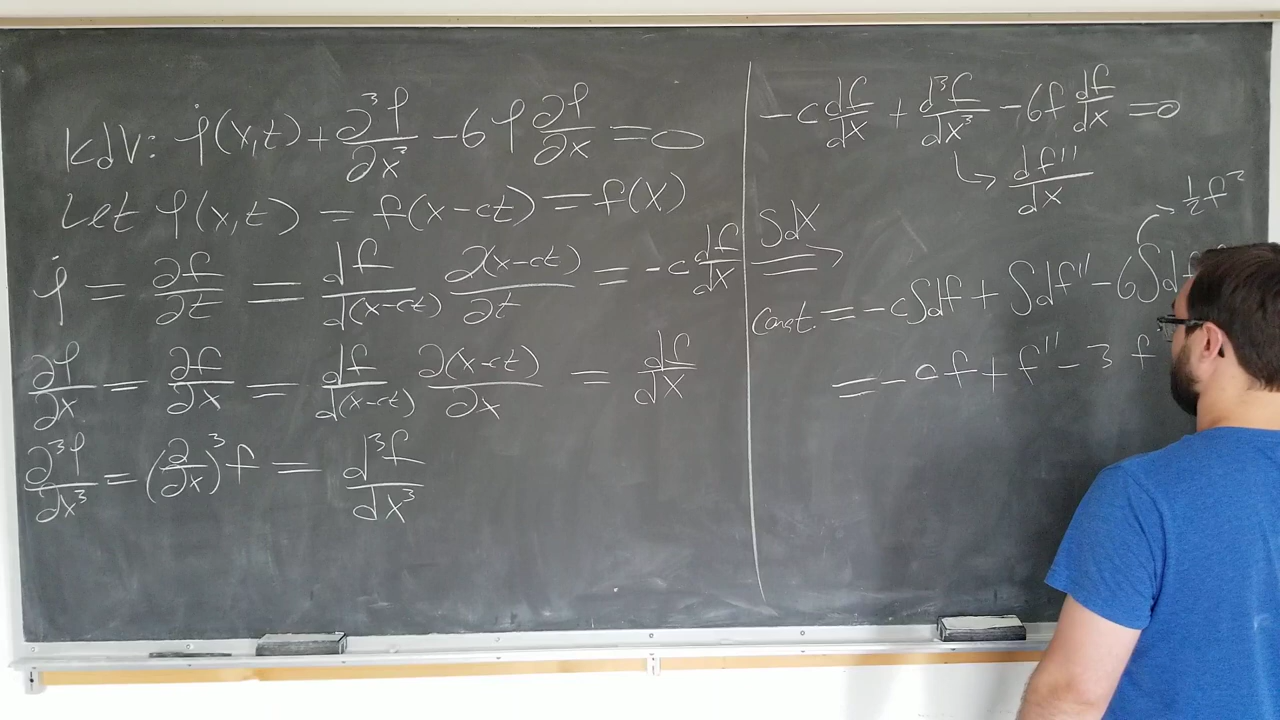 KdV: φ̇(x,t) + ∂³φ/∂x³ − 6φ ∂φ/∂x = 0
Let φ(x,t) = f(x−ct) = f(X)
φ̇ = ∂f/∂t = df/d(x−ct) ∂(x−ct)/∂t = −c df/dX
∂φ/∂x = ∂f/∂x = df/d(x−ct) ∂(x−ct)/∂x = df/dX
∂³φ/∂x³ = (∂/∂x)³f = d³f/dX³
−c df/dX + d³f/dX³ − 6f df/dX = 0
↳ df''/dX
∫dX ⟹
→ ½f²
Const. = −c∫df + ∫df'' − 6∫df
= −cf + f'' − 3 f